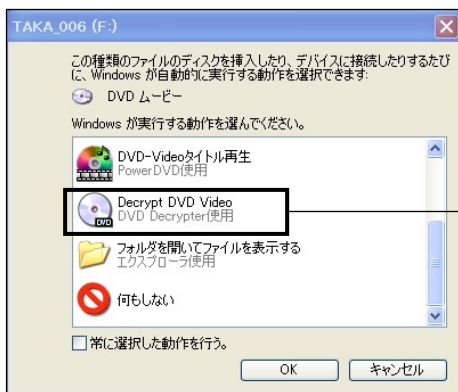 TAKA_006 (F:)
この種類のファイルのディスクを挿入したり、デバイスに接続したりするたび
に、Windows が自動的に実行する動作を選択できます:
DVD ムービー
Windows が実行する動作を選んでください。
DVD-Videoタイトル再生
PowerDVD使用
Decrypt DVD Video
DVD Decrypter使用
DVD
フォルダを開いてファイルを表示する
エクスプローラ使用
何もしない
常に選択した動作を行う。
OK キャンセル